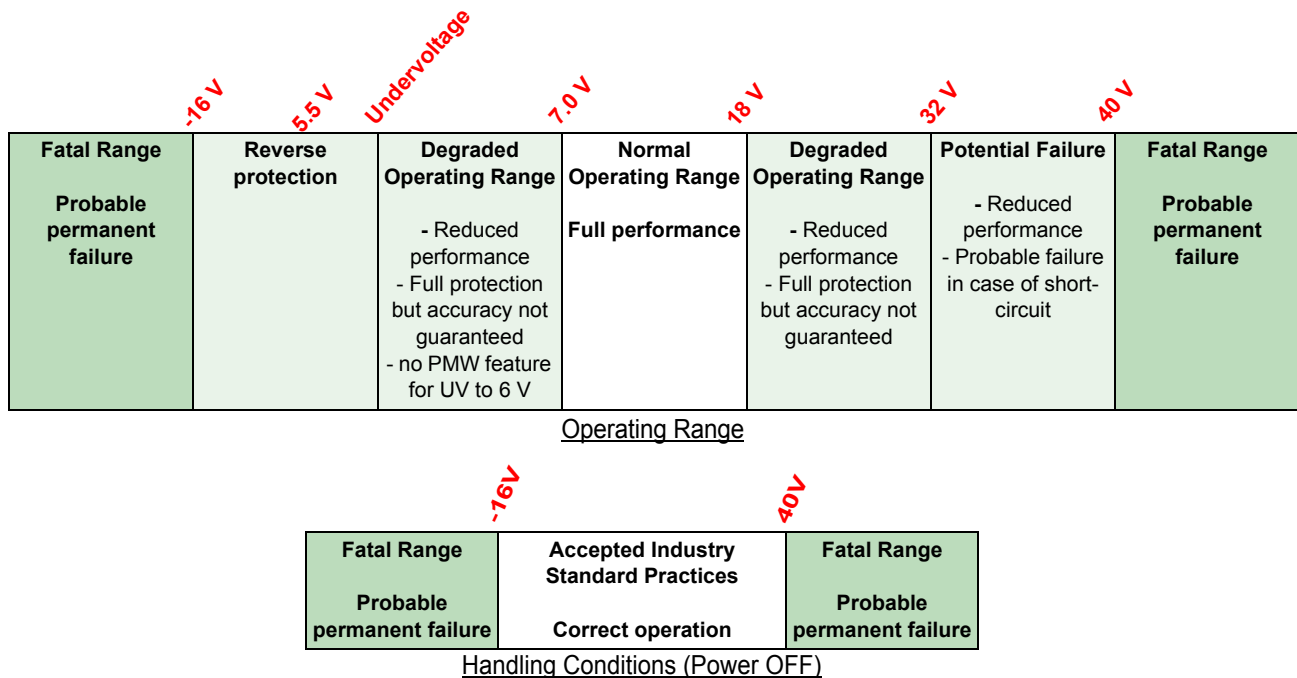 -16 V
5.5 V
Undervoltage
7.0 V
18 V
32 V
40 V
Fatal Range
Probable
permanent
failure
Reverse
protection
Degraded
Operating Range
- Reduced
performance
- Full protection
but accuracy not
guaranteed
- no PMW feature
for UV to 6 V
Normal
Operating Range
Full performance
Degraded
Operating Range
- Reduced
performance
- Full protection
but accuracy not
guaranteed
Potential Failure
- Reduced
performance
- Probable failure
in case of short-
circuit
Fatal Range
Probable
permanent
failure
Operating Range
-16V
40V
Fatal Range
Probable
permanent failure
Accepted Industry
Standard Practices
Correct operation
Fatal Range
Probable
permanent failure
Handling Conditions (Power OFF)